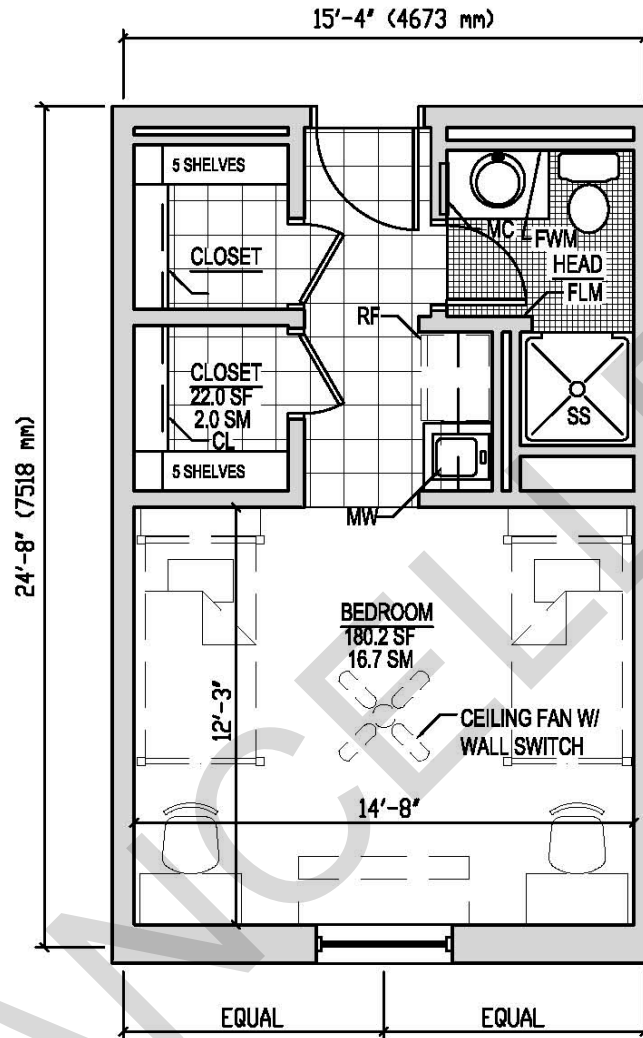 15'-4" (4673 mm)
24'-8" (7518 mm)
5 SHELVES
CLOSET
MC
FWM
HEAD
FLM
RF
CLOSET
22.0 SF
2.0 SM
CL
SS
5 SHELVES
MW
BEDROOM
180.2 SF
16.7 SM
12'-3"
CEILING FAN W/
WALL SWITCH
14'-8"
EQUAL
EQUAL
ANCELL